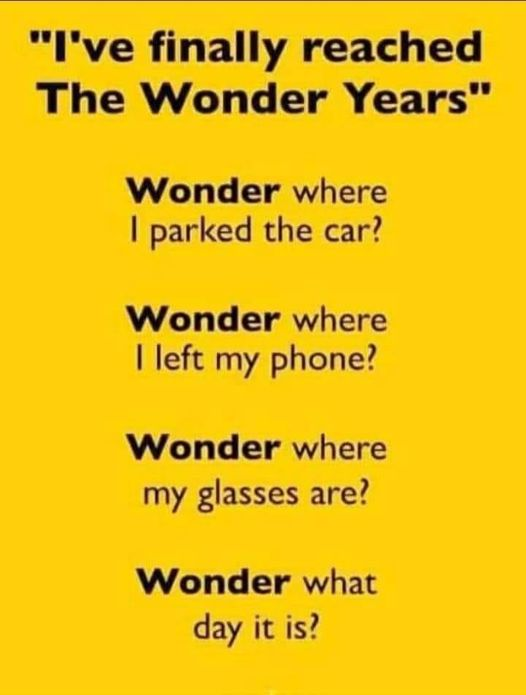 "I've finally reached
The Wonder Years"
Wonder where
I parked the car?
Wonder where
I left my phone?
Wonder where
my glasses are?
Wonder what
day it is?